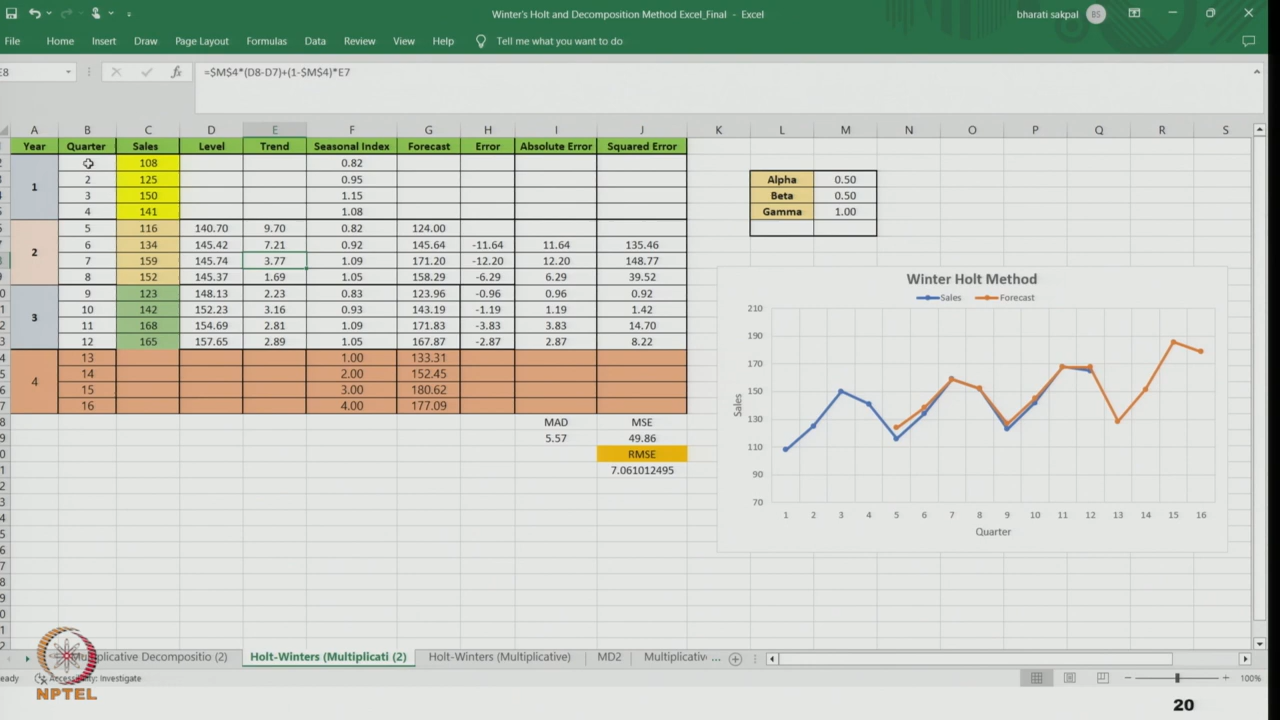 Winter's Holt and Decomposition Method Excel_Final - Excel
bharati sakpal BS
File Home Insert Draw Page Layout Formulas Data Review View Help Tell me what you want to do
E8 fx =$M$4*(D8-D7)+(1-$M$4)*E7
A B C D E F G H I J K L M N O P Q R S
Year Quarter Sales Level Trend Seasonal Index Forecast Error Absolute Error Squared Error
1
108 0.82
2 125 0.95
3 150 1.15
4 141 1.08
2
5 116 140.70 9.70 0.82 124.00
6 134 145.42 7.21 0.92 145.64 -11.64 11.64 135.46
7 159 145.74 3.77 1.09 171.20 -12.20 12.20 148.77
8 152 145.37 1.69 1.05 158.29 -6.29 6.29 39.52
3
9 123 148.13 2.23 0.83 123.96 -0.96 0.96 0.92
10 142 152.23 3.16 0.93 143.19 -1.19 1.19 1.42
11 168 154.69 2.81 1.09 171.83 -3.83 3.83 14.70
12 165 157.65 2.89 1.05 167.87 -2.87 2.87 8.22
4
13 1.00 133.31
14 2.00 152.45
15 3.00 180.62
16 4.00 177.09
MAD MSE
5.57 49.86
RMSE
7.061012495
Alpha 0.50
Beta 0.50
Gamma 1.00
Winter Holt Method
Sales Forecast
210
190
170
150
130
110
90
70
Sales
1 2 3 4 5 6 7 8 9 10 11 12 13 14 15 16
Quarter
Multiplicative Decompositio (2) Holt-Winters (Multiplicati (2) Holt-Winters (Multiplicative) MD2 Multiplicativ ...
Accessibility: Investigate 100%
NPTEL
20